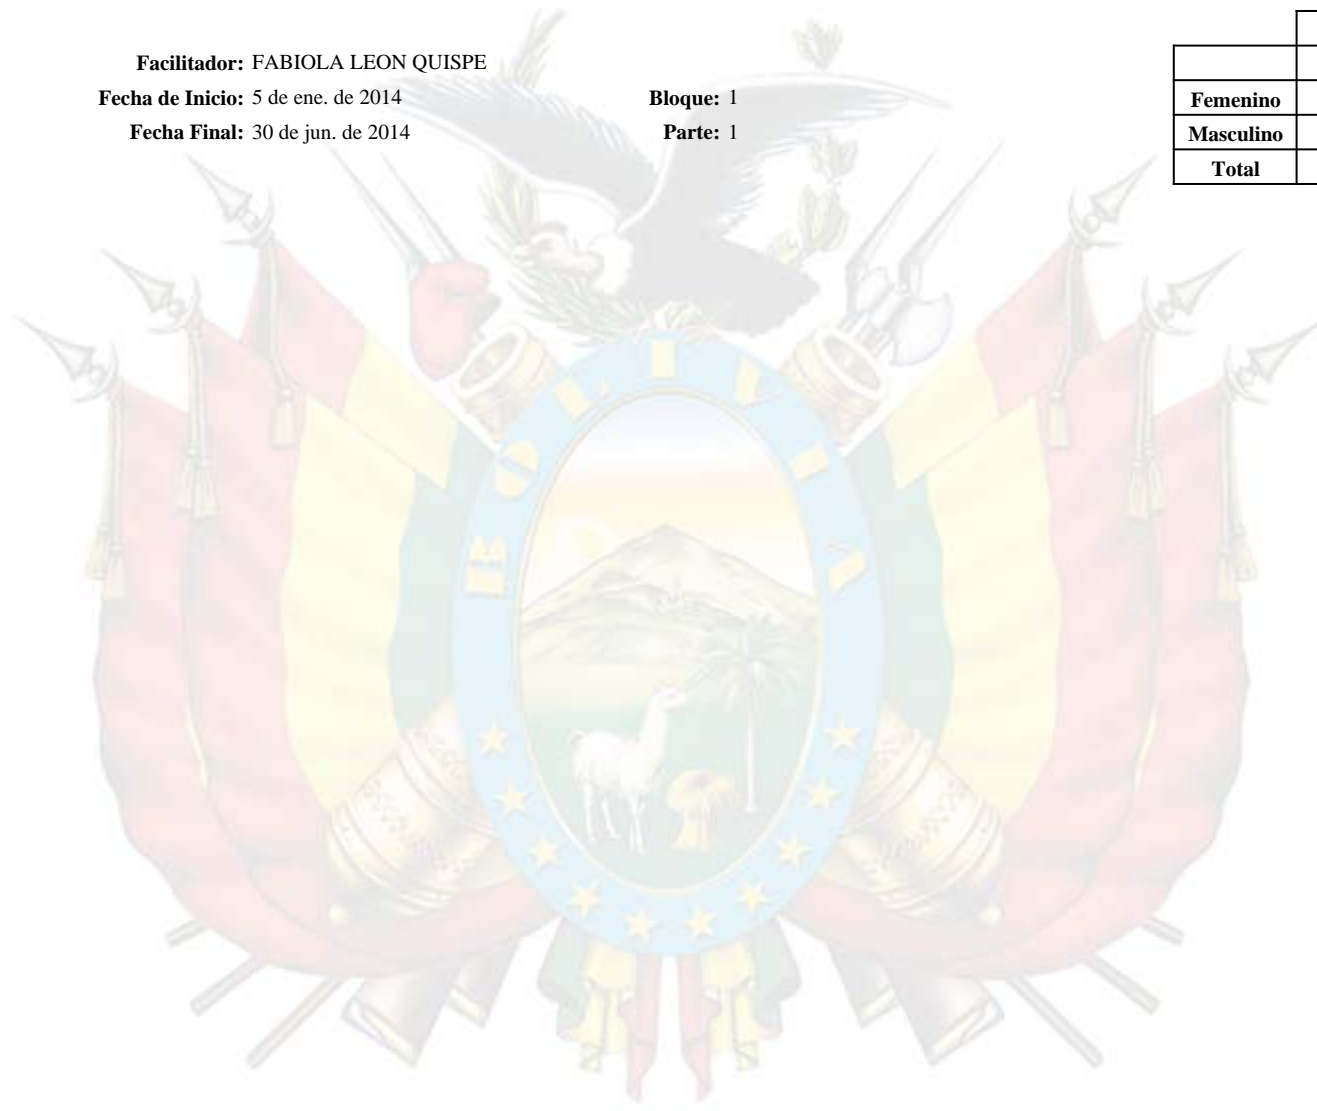 Facilitador: FABIOLA LEON QUISPE
Fecha de Inicio: 5 de ene. de 2014
Bloque: 1
Fecha Final: 30 de jun. de 2014
Parte: 1
Femenino
Masculino
Total
BOLIVIA